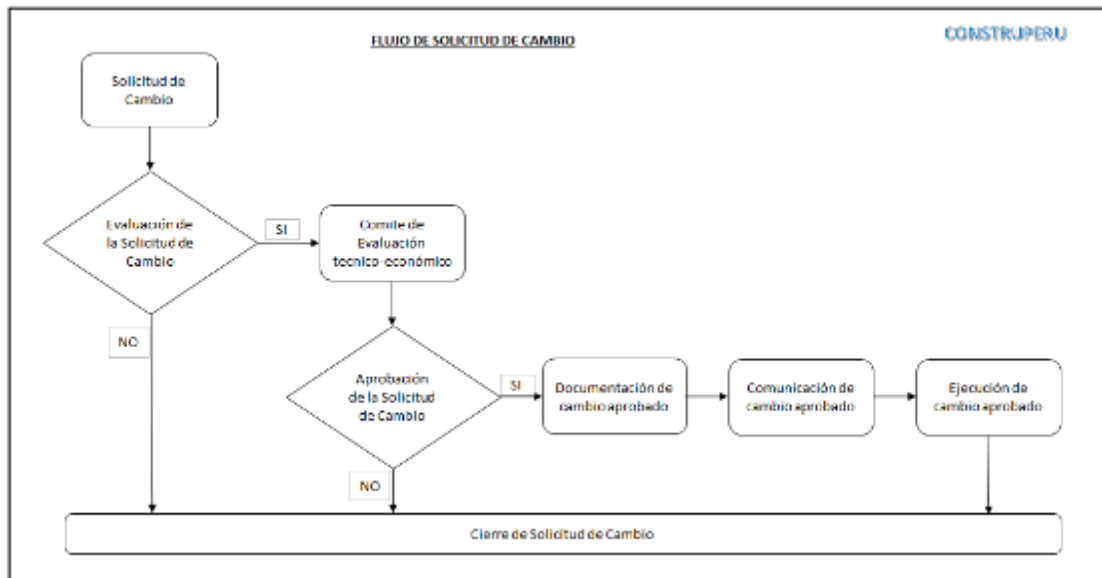 FLUJO DE SOLICITUD DE CAMBIO
CONSTRUPERU
Solicitud de
Cambio
Evaluación de
la Solicitud de
Cambio
SI
Comite de
Evaluación
tecnico-económico
NO
Aprobación
de la Solicitud
de Cambio
SI
Documentación de
cambio aprobado
Comunicación de
cambio aprobado
Ejecución de
cambio aprobado
NO
Cierre de Solicitud de Cambio